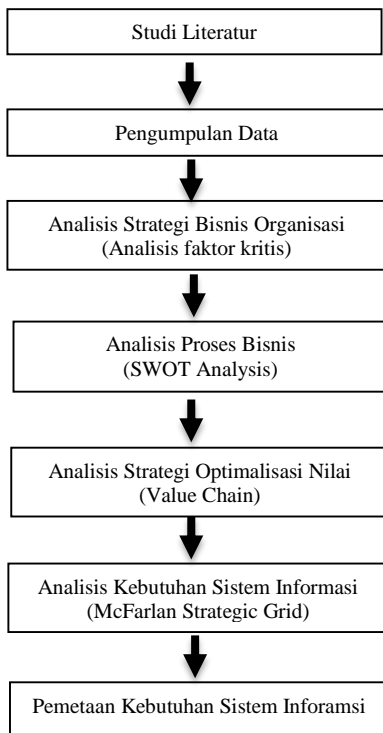 Studi Literatur
Pengumpulan Data
Analisis Strategi Bisnis Organisasi
(Analisis faktor kritis)
Analisis Proses Bisnis
(SWOT Analysis)
Analisis Strategi Optimalisasi Nilai
(Value Chain)
Analisis Kebutuhan Sistem Informasi
(McFarlan Strategic Grid)
Pemetaan Kebutuhan Sistem Inforamsi